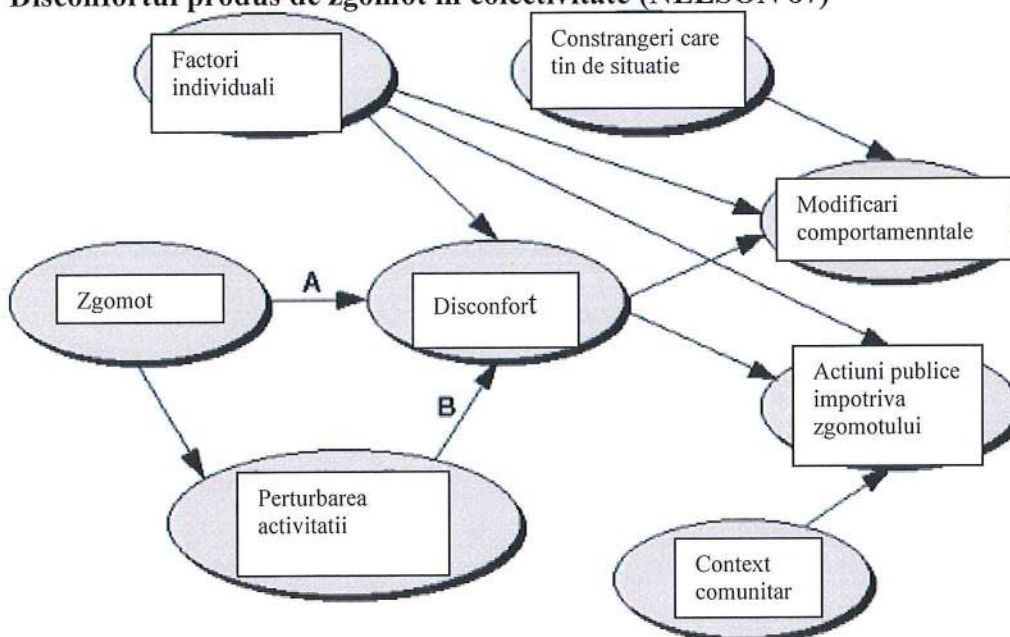 Disconfortul produs de zgomot in colectivitate (NELSON 87)
Factori
individuali
Constrangeri care
tin de situatie
Modificari
comportamenntale
Zgomot
A
Disconfort
B
Actiuni publice
impotriva
zgomotului
Perturbarea
activitatii
Context
comunitar